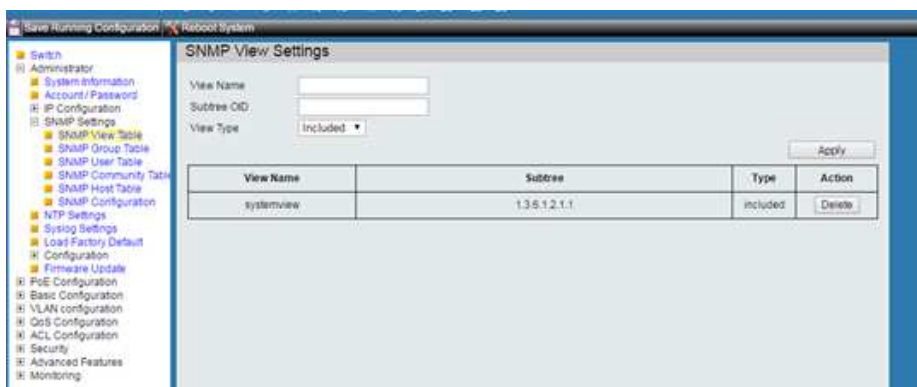 Save Running Configuration Reboot System
Switch
Administrator
System Information
Account / Password
IP Configuration
SNMP Settings
SNMP View Table
SNMP Group Table
SNMP User Table
SNMP Community Table
SNMP Host Table
SNMP Configuration
NTP Settings
Syslog Settings
Load Factory Default
Configuration
Firmware Update
PoE Configuration
Basic Configuration
VLAN configuration
QoS Configuration
ACL Configuration
Security
Advanced Features
Monitoring
SNMP View Settings
View Name
Subtree OID
View Type Included
Apply
View Name Subtree Type Action
systemview 1.3.6.1.2.1.1 included Delete